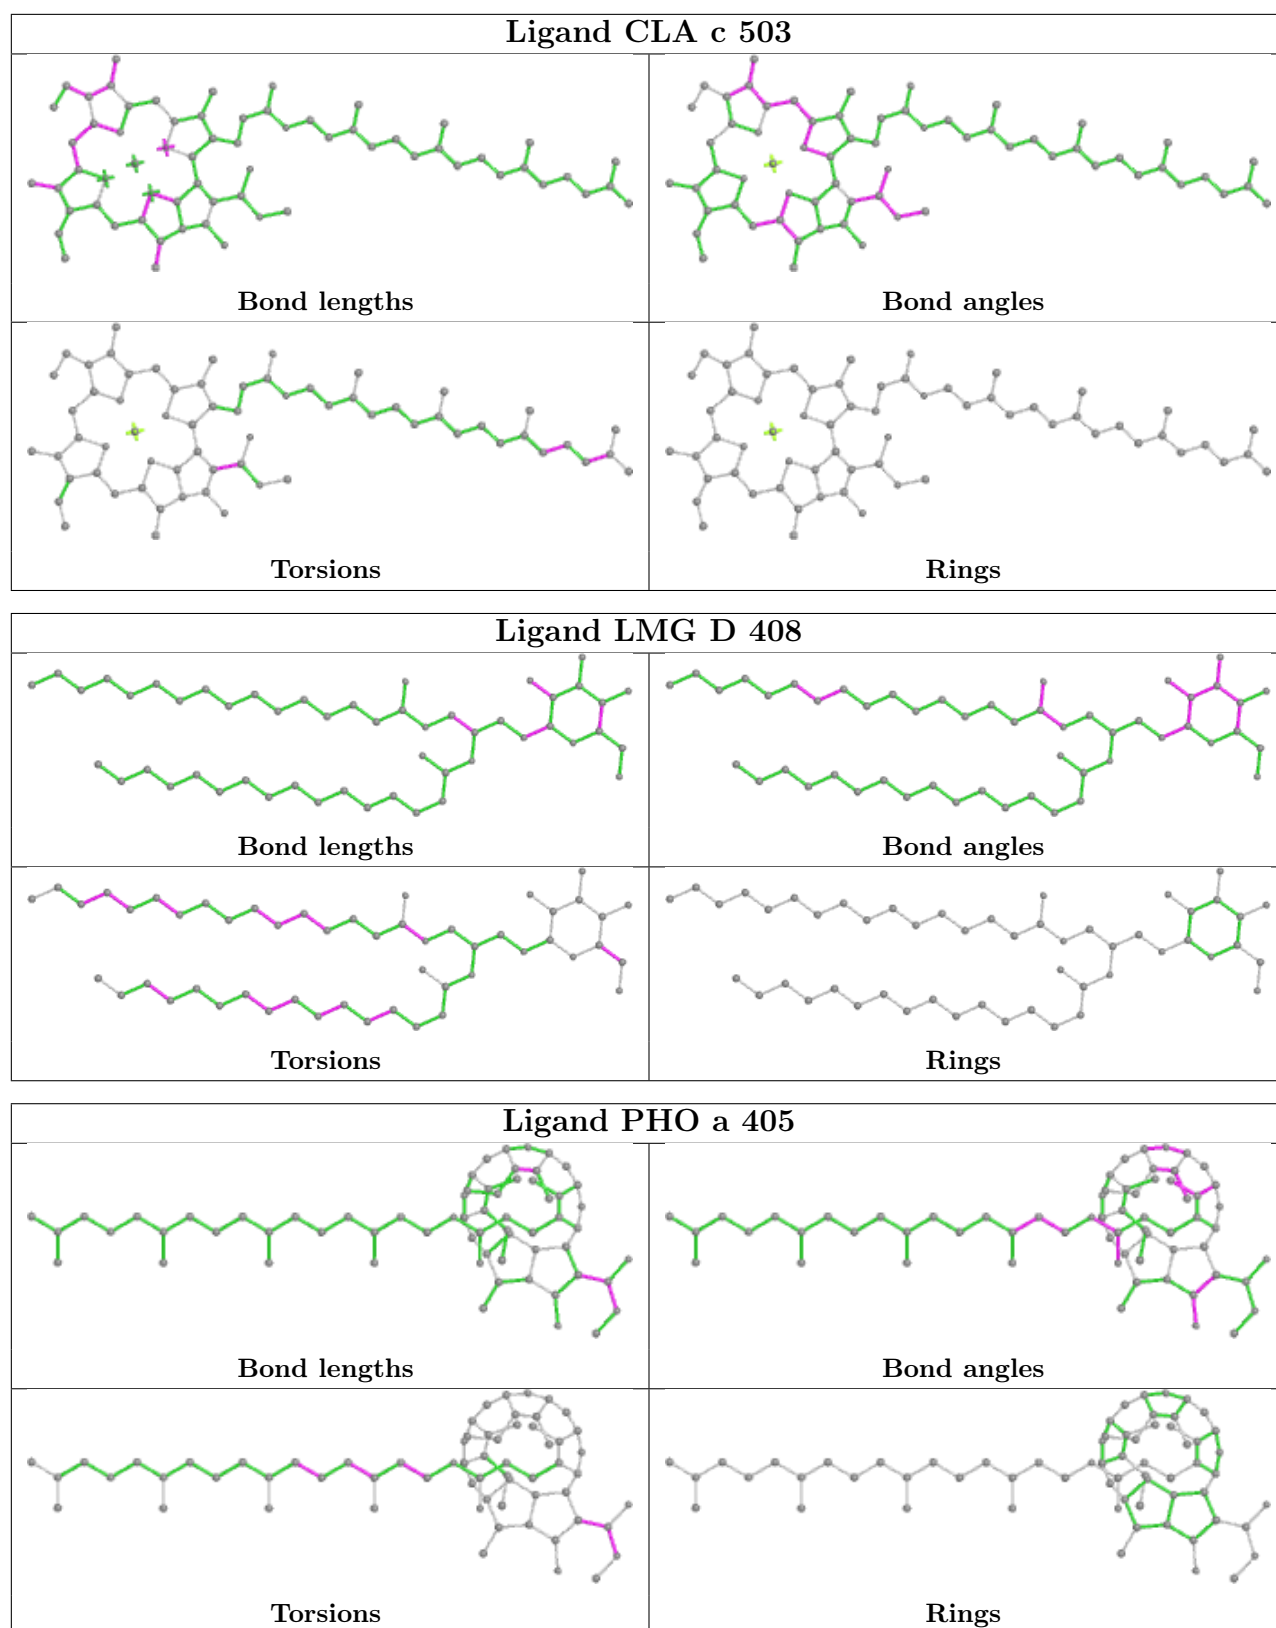 Ligand CLA c 503
Bond lengths
Bond angles
Torsions
Rings
Ligand LMG D 408
Bond lengths
Bond angles
Torsions
Rings
Ligand PHO a 405
Bond lengths
Bond angles
Torsions
Rings